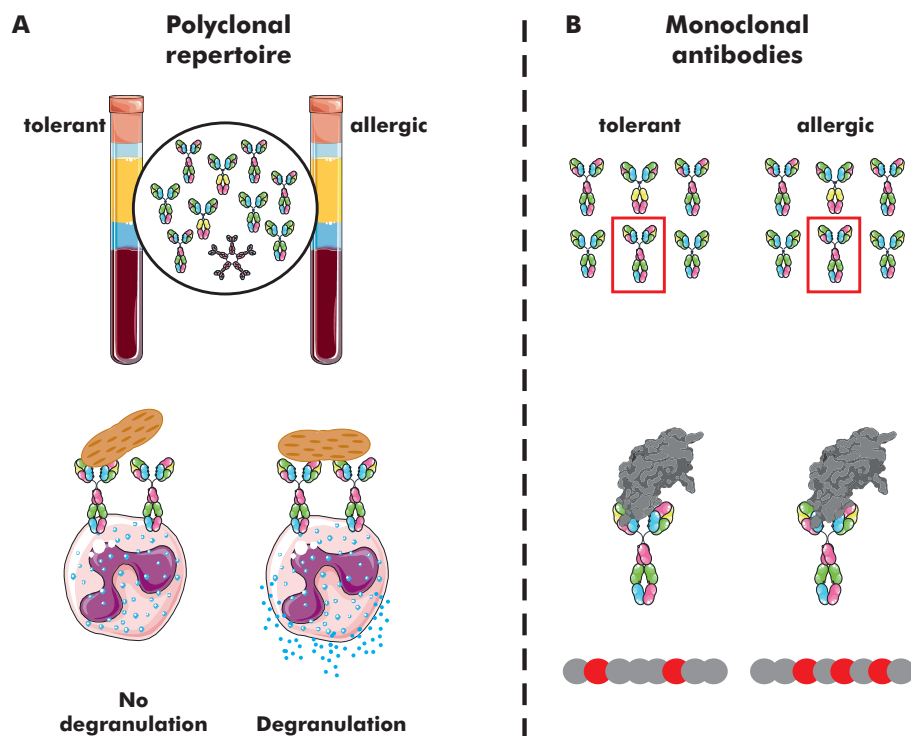 A
Polyclonal
repertoire
tolerant
allergic
No
degranulation
Degranulation
B
Monoclonal
antibodies
tolerant
allergic